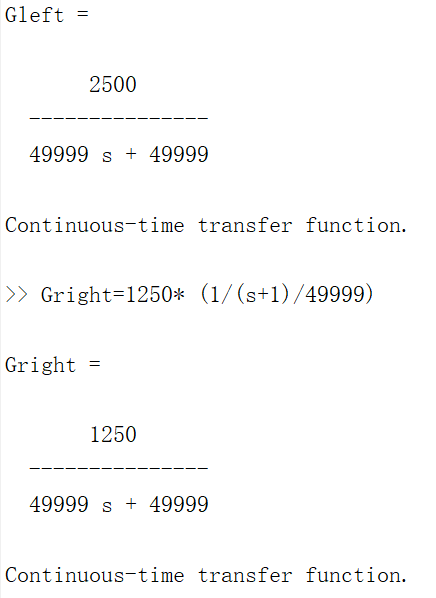 Gleft =
2500
---------------
49999 s + 49999
Continuous-time transfer function.
>> Gright=1250* (1/(s+1)/49999)
Gright =
1250
---------------
49999 s + 49999
Continuous-time transfer function.